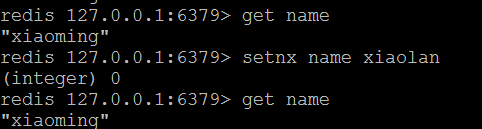 redis 127.0.0.1:6379> get name
"xiaoming"
redis 127.0.0.1:6379> setnx name xiaolan
(integer) 0
redis 127.0.0.1:6379> get name
"xiaoming"